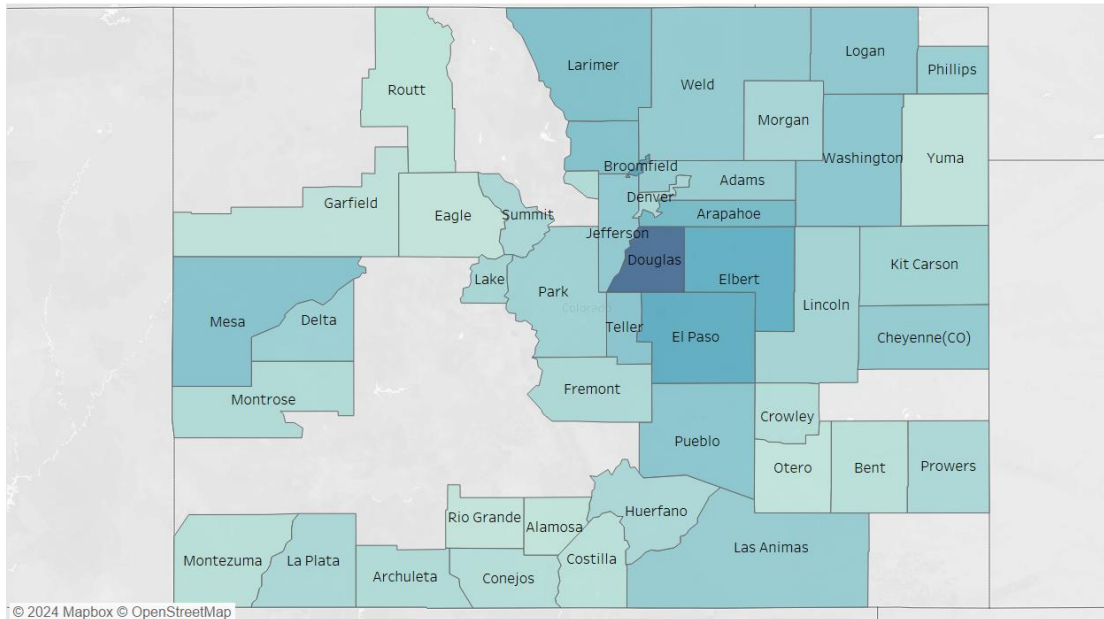 Larimer
Weld
Logan
Phillips
Routt
Morgan
Broomfield
Washington
Yuma
Adams
Denver
Garfield
Eagle
Summit
Arapahoe
Jefferson
Douglas
Elbert
Kit Carson
Lake
Park
Lincoln
Colorado
Mesa
Delta
Teller
El Paso
Cheyenne(CO)
Fremont
Montrose
Crowley
Pueblo
Otero
Bent
Prowers
Rio Grande
Alamosa
Huerfano
Las Animas
Montezuma
La Plata
Archuleta
Conejos
Costilla
© 2024 Mapbox © OpenStreetMap